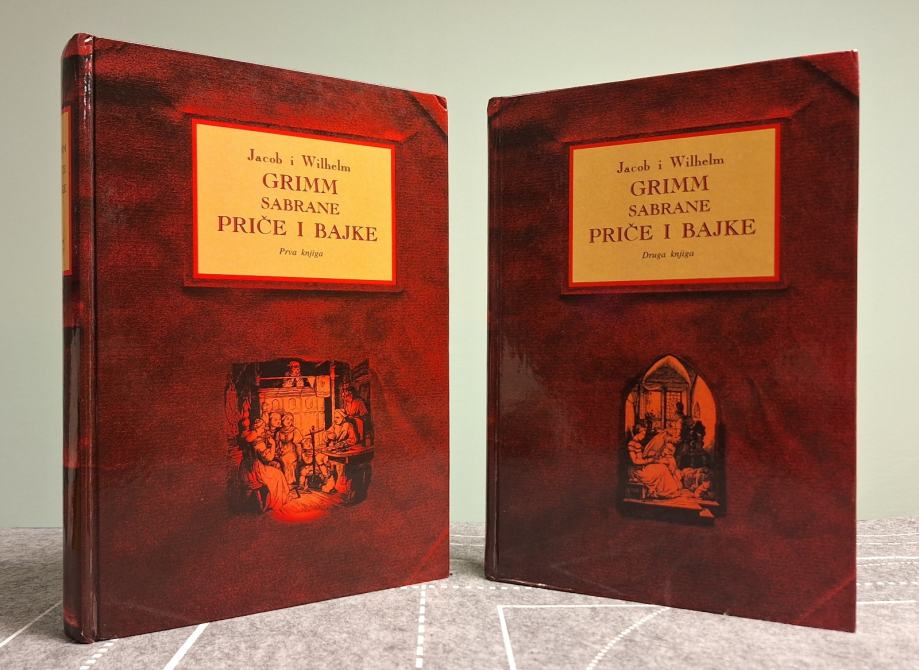 Jacob i Wilhelm
GRIMM
SABRANE
PRIČE I BAJKE
Prva knjiga
Jacob i Wilhelm
GRIMM
SABRANE
PRIČE I BAJKE
Druga knjiga